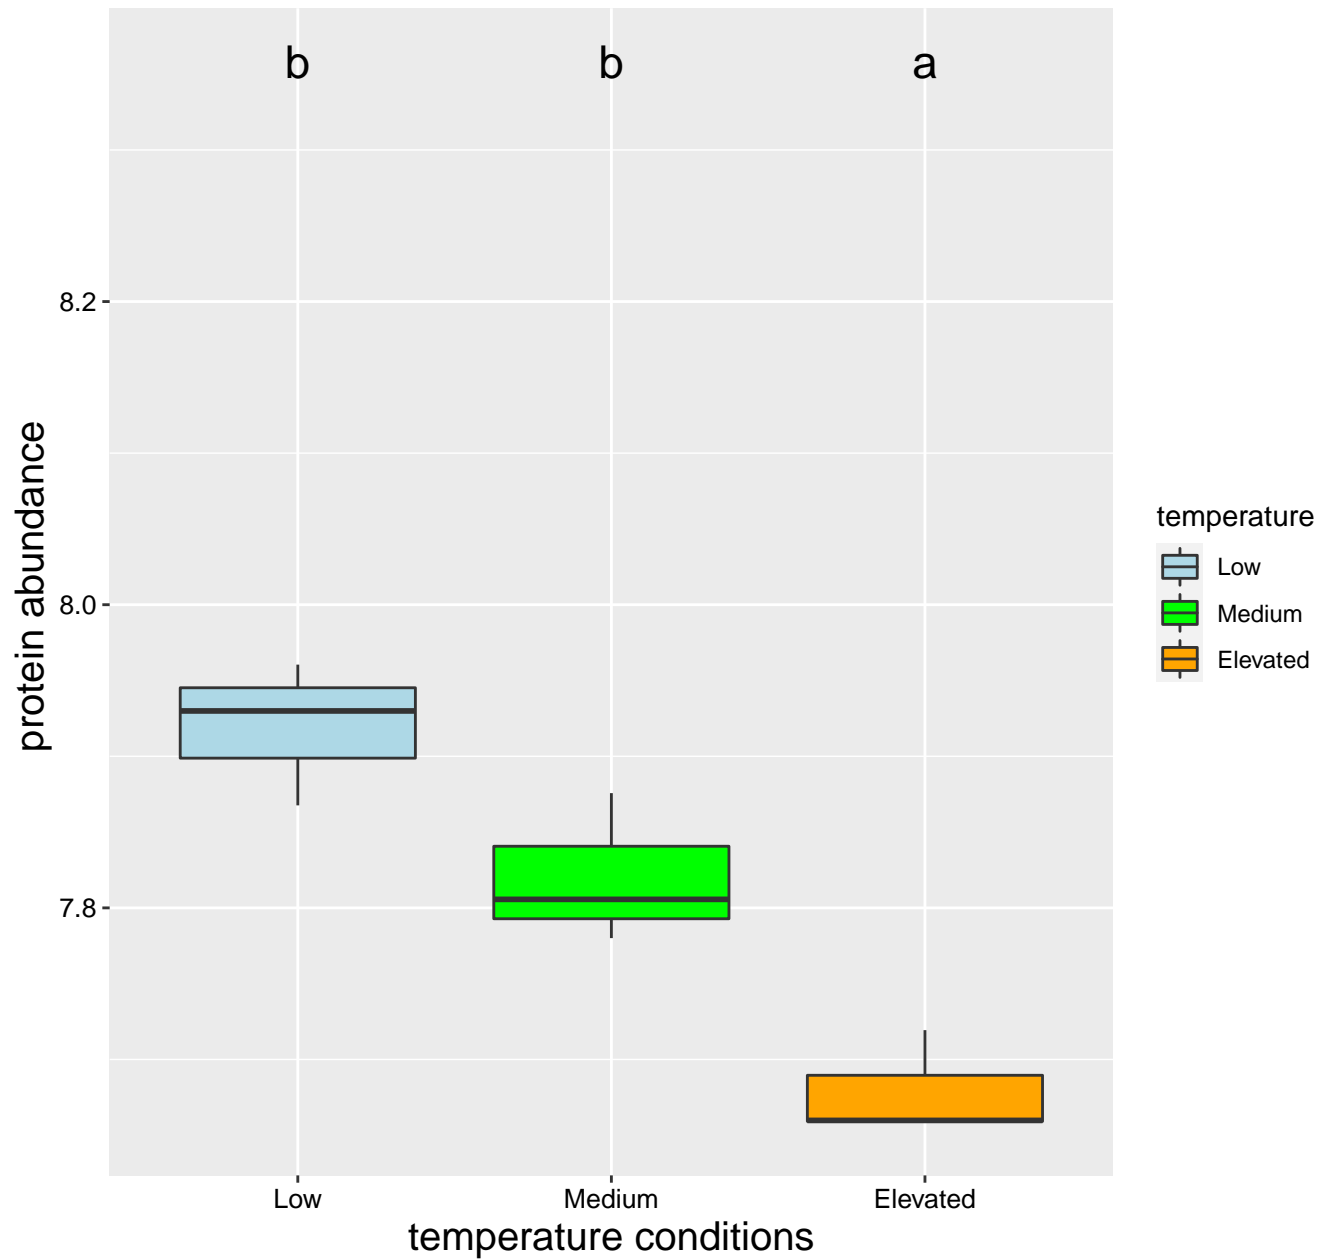 b b a
8.2
8.0
7.8
protein abundance
Low Medium Elevated
temperature conditions
temperature
Low
Medium
Elevated